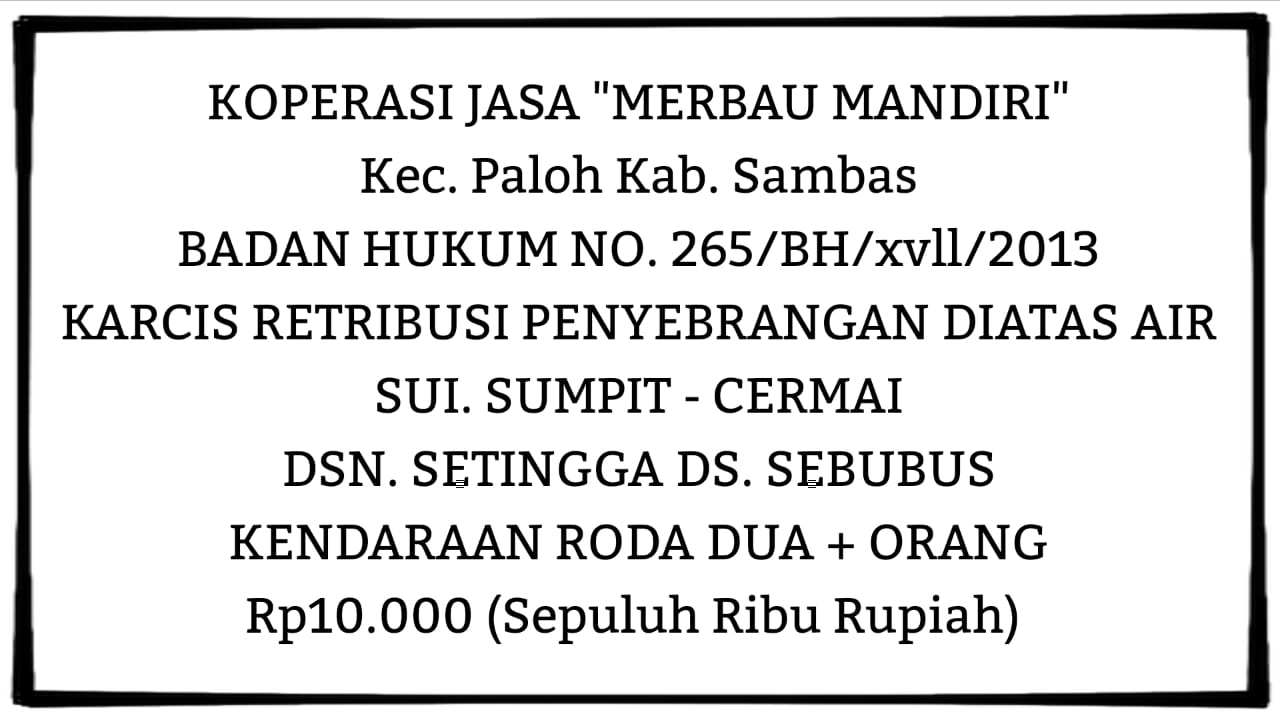 KOPERASI JASA "MERBAU MANDIRI"
Kec. Paloh Kab. Sambas
BADAN HUKUM NO. 265/BH/xvll/2013
KARCIS RETRIBUSI PENYEBRANGAN DIATAS AIR
SUI. SUMPIT - CERMAI
DSN. SETINGGA DS. SEBUBUS
KENDARAAN RODA DUA + ORANG
Rp10.000 (Sepuluh Ribu Rupiah)